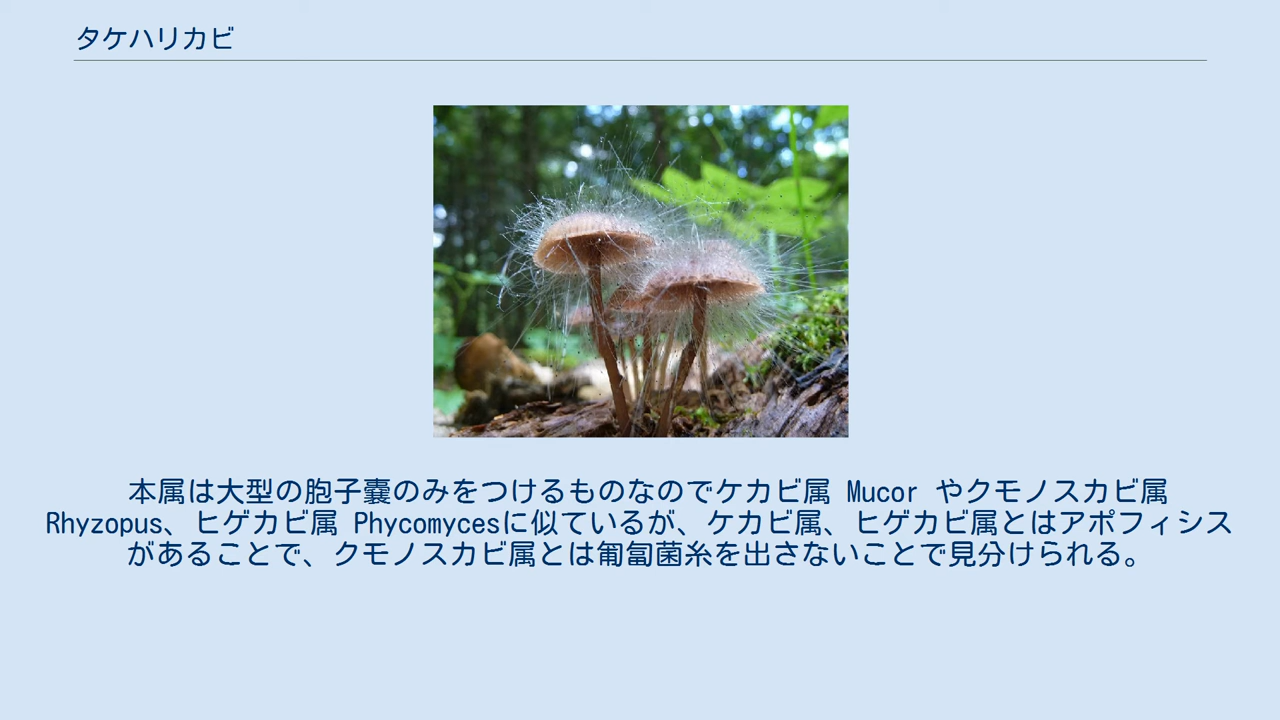 タケハリカビ
本属は大型の胞子嚢のみをつけるものなのでケカビ属 Mucor やクモノスカビ属
Rhyzopus、ヒゲカビ属 Phycomycesに似ているが、ケカビ属、ヒゲカビ属とはアポフィシス
があることで、クモノスカビ属とは匍匐菌糸を出さないことで見分けられる。